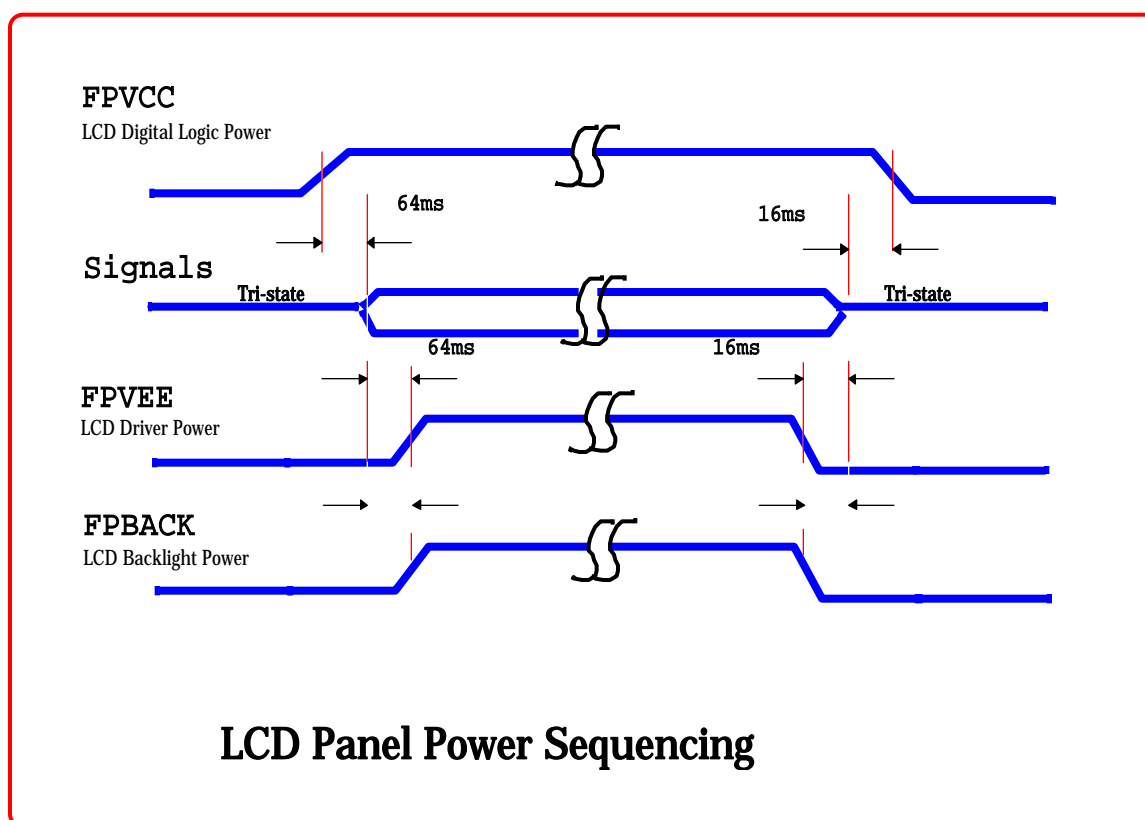 FPVCC
LCD Digital Logic Power
64ms
16ms
Signals
Tri-state
Tri-state
64ms
16ms
FPVEE
LCD Driver Power
FPBACK
LCD Backlight Power
LCD Panel Power Sequencing